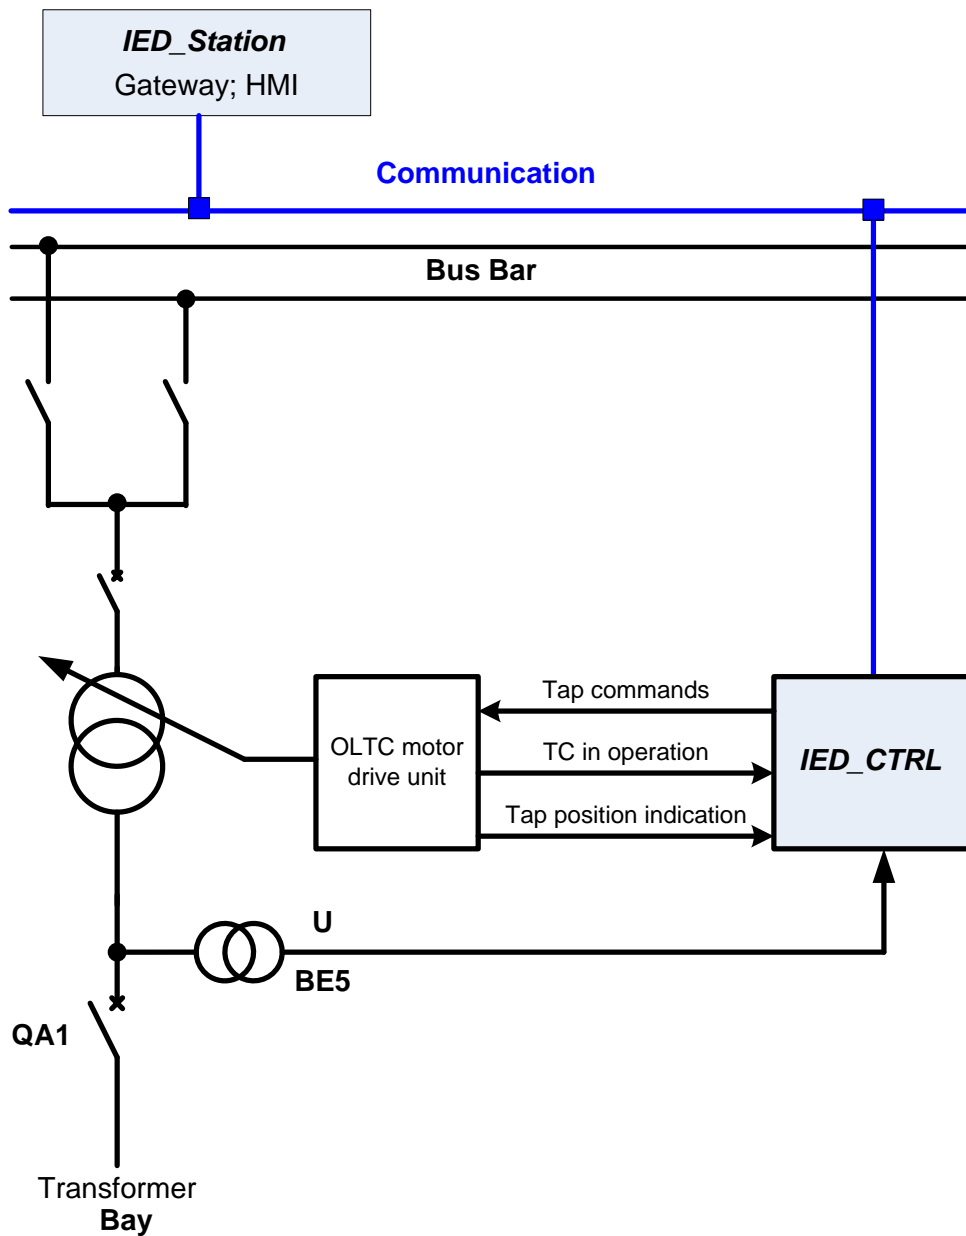 IED_Station
Gateway; HMI
Communication
Bus Bar
Tap commands
OLTC motor
drive unit
TC in operation
IED_CTRL
Tap position indication
U
BE5
QA1
Transformer
Bay